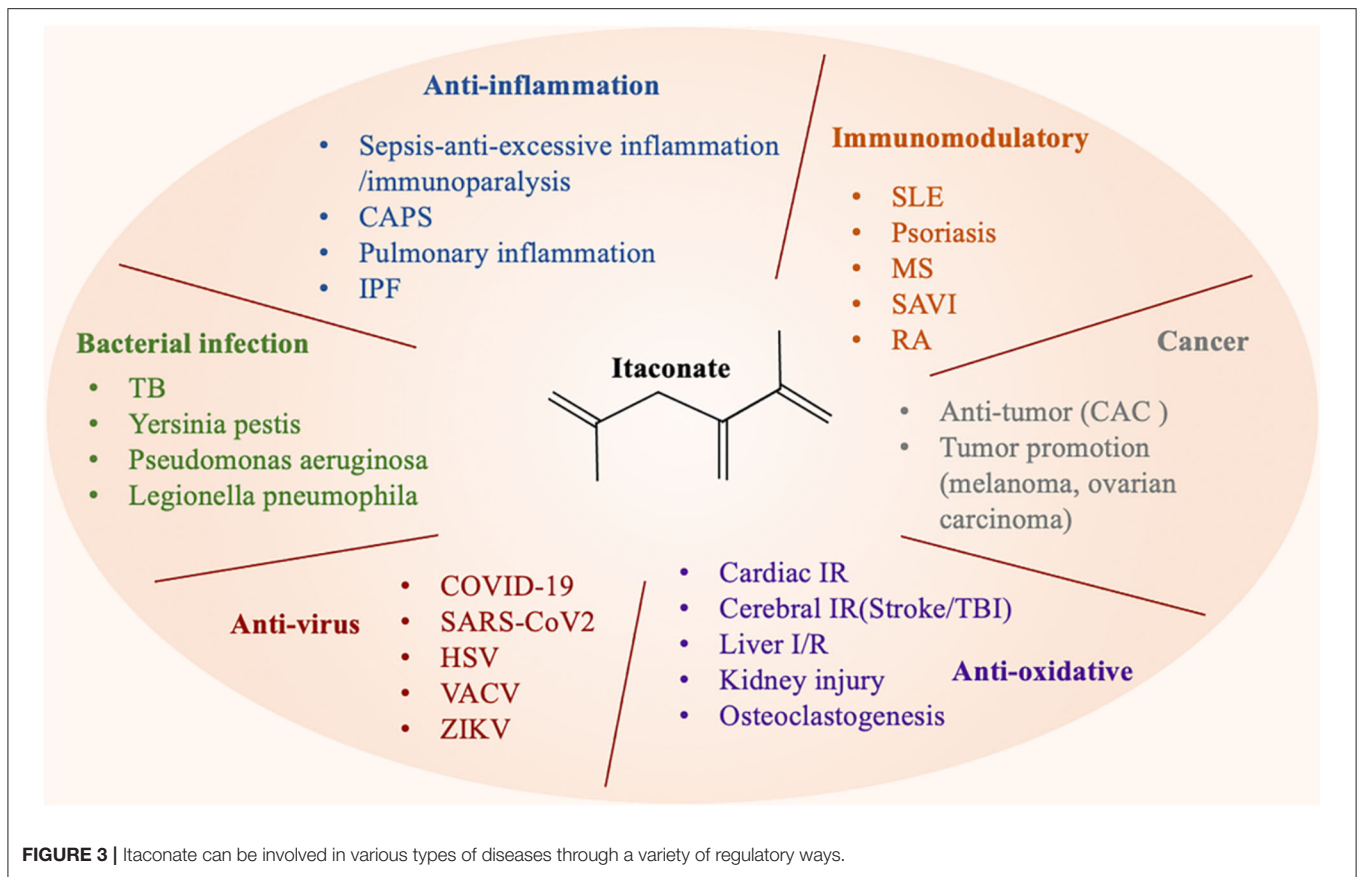 Anti-inflammation
• Sepsis-anti-excessive inflammation
/immunoparalysis
• CAPS
• Pulmonary inflammation
• IPF
Immunomodulatory
• SLE
• Psoriasis
• MS
• SAVI
• RA
Bacterial infection
• TB
• Yersinia pestis
• Pseudomonas aeruginosa
• Legionella pneumophila
Itaconate
Cancer
• Anti-tumor (CAC )
• Tumor promotion
(melanoma, ovarian
carcinoma)
Anti-virus
• COVID-19
• SARS-CoV2
• HSV
• VACV
• ZIKV
• Cardiac IR
• Cerebral IR(Stroke/TBI)
• Liver I/R
• Kidney injury
• Osteoclastogenesis
Anti-oxidative
FIGURE 3 | Itaconate can be involved in various types of diseases through a variety of regulatory ways.